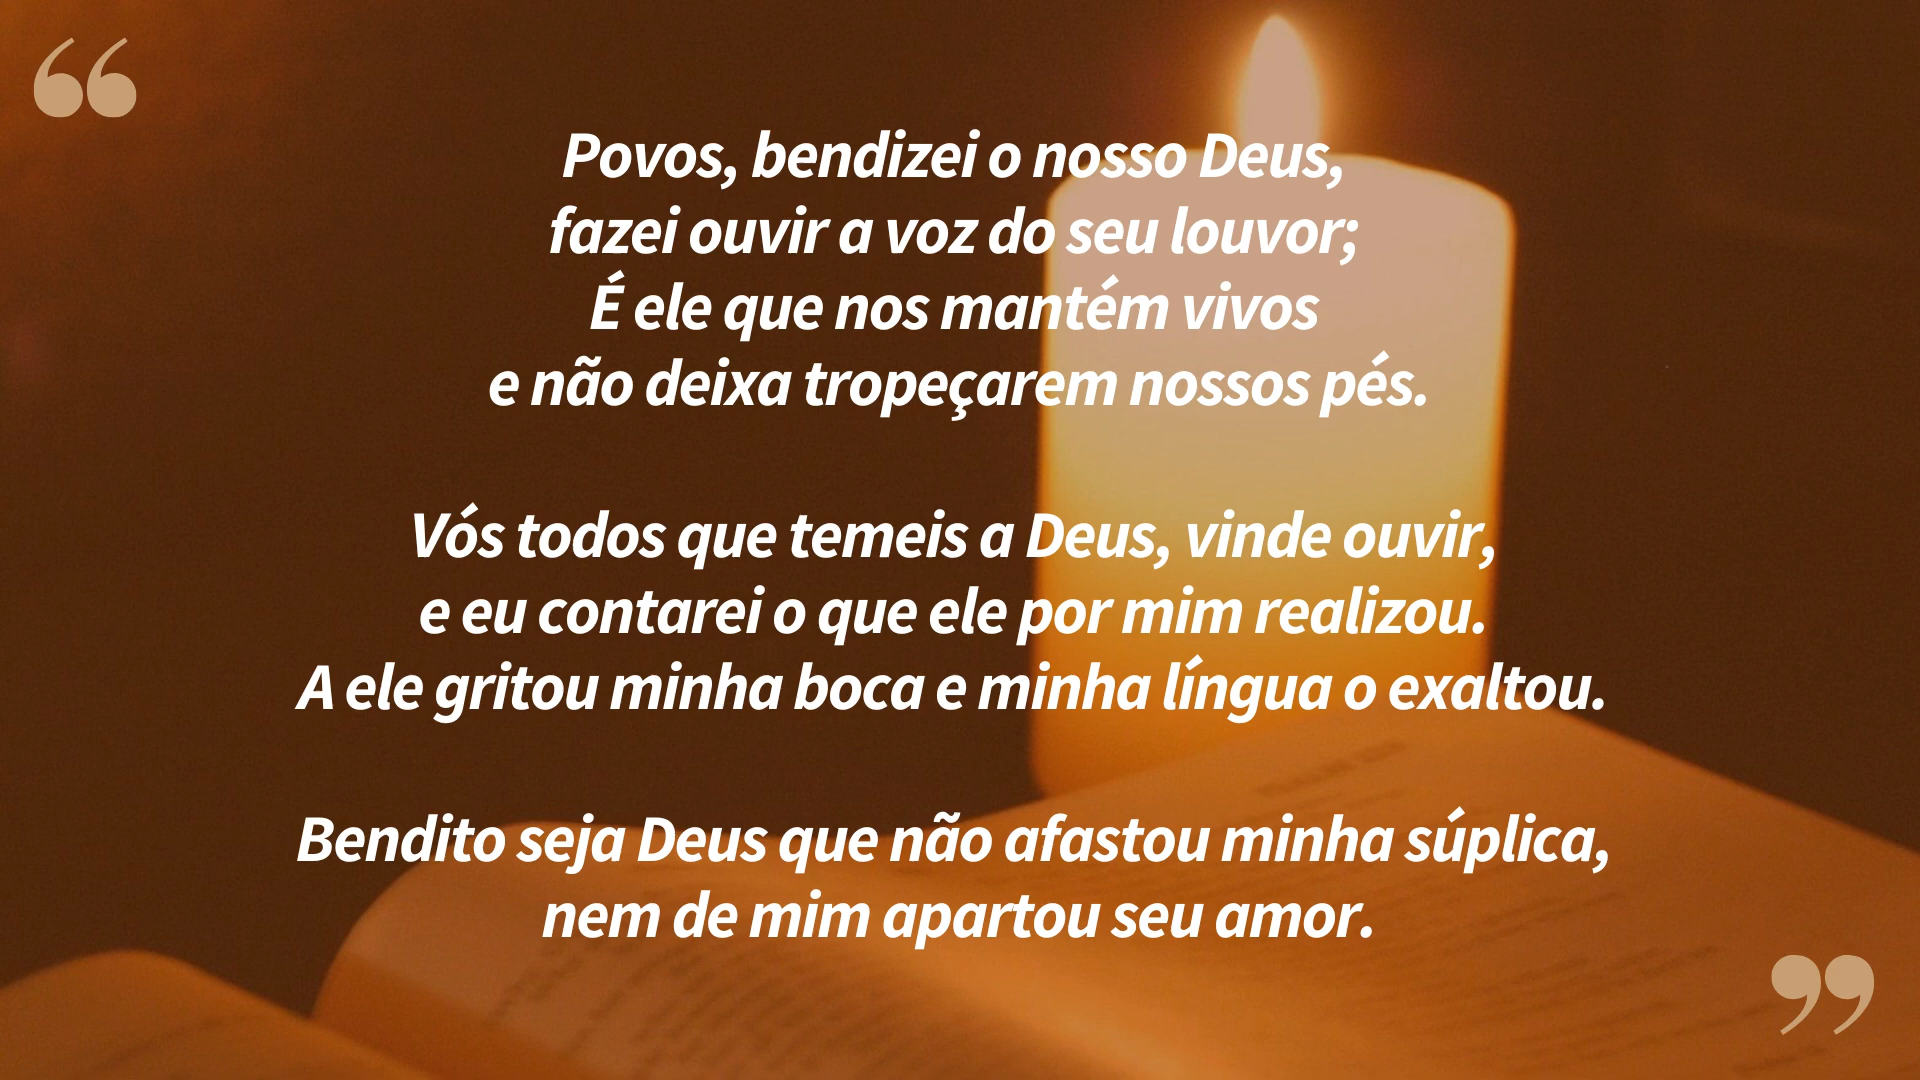 “
Povos, bendizei o nosso Deus,
fazei ouvir a voz do seu louvor;
É ele que nos mantém vivos
e não deixa tropeçarem nossos pés.
Vós todos que temeis a Deus, vinde ouvir,
e eu contarei o que ele por mim realizou.
A ele gritou minha boca e minha língua o exaltou.
Bendito seja Deus que não afastou minha súplica,
nem de mim apartou seu amor.
”